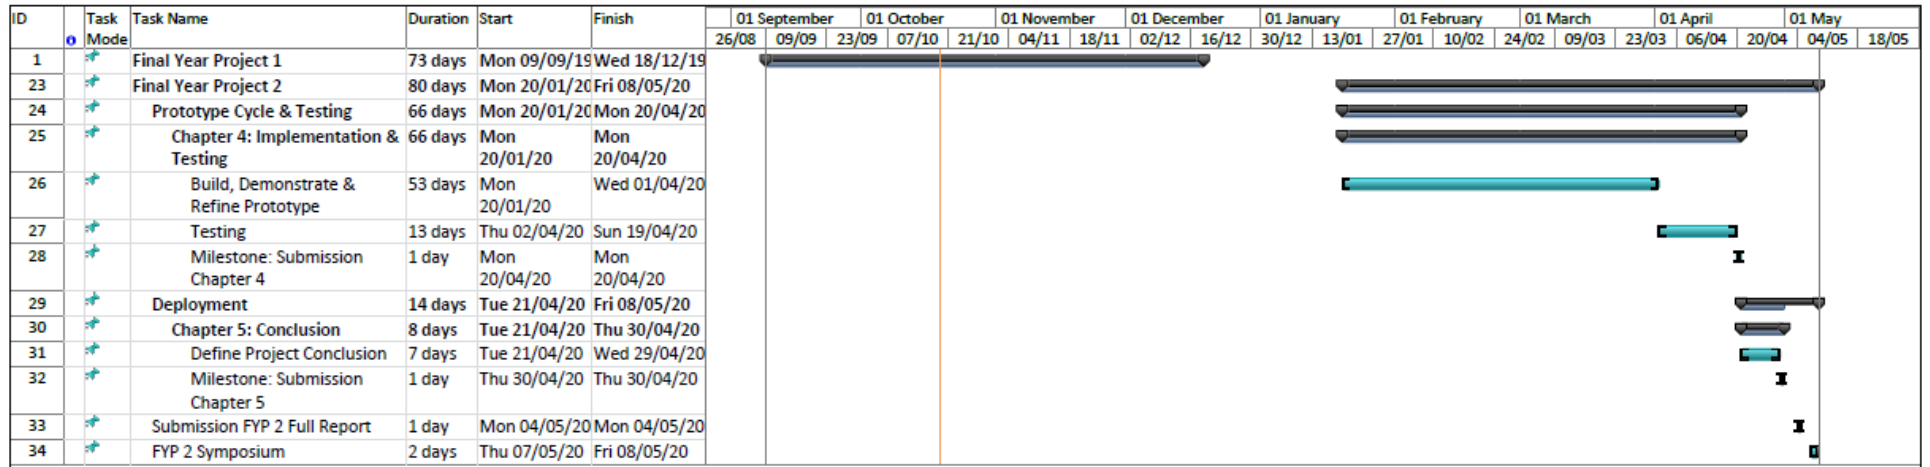 ID Task Task Name Duration Start Finish 01 September 01 October 01 November 01 December 01 January 01 February 01 March 01 April 01 May
Mode 26/08 09/09 23/09 07/10 21/10 04/11 18/11 02/12 16/12 30/12 13/01 27/01 10/02 24/02 09/03 23/03 06/04 20/04 04/05 18/05
1 Final Year Project 1 73 days Mon 09/09/19 Wed 18/12/19
23 Final Year Project 2 80 days Mon 20/01/20 Fri 08/05/20
24 Prototype Cycle & Testing 66 days Mon 20/01/20 Mon 20/04/20
25 Chapter 4: Implementation & 66 days Mon Mon
Testing 20/01/20 20/04/20
26 Build, Demonstrate & 53 days Mon Wed 01/04/20
Refine Prototype 20/01/20
27 Testing 13 days Thu 02/04/20 Sun 19/04/20
28 Milestone: Submission 1 day Mon Mon
Chapter 4 20/04/20 20/04/20
29 Deployment 14 days Tue 21/04/20 Fri 08/05/20
30 Chapter 5: Conclusion 8 days Tue 21/04/20 Thu 30/04/20
31 Define Project Conclusion 7 days Tue 21/04/20 Wed 29/04/20
32 Milestone: Submission 1 day Thu 30/04/20 Thu 30/04/20
Chapter 5
33 Submission FYP 2 Full Report 1 day Mon 04/05/20 Mon 04/05/20
34 FYP 2 Symposium 2 days Thu 07/05/20 Fri 08/05/20